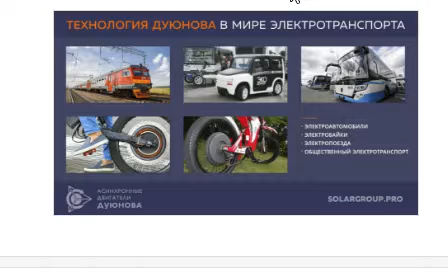 ТЕХНОЛОГИЯ ДУЮНОВА В МИРЕ ЭЛЕКТРОТРАНСПОРТА
· ЭЛЕКТРОАВТОМОБИЛИ
· ЭЛЕКТРОБАЙКИ
· ЭЛЕКТРОПОЕЗДА
· ОБЩЕСТВЕННЫЙ ЭЛЕКТРОТРАНСПОРТ
АСИНХРОННЫЕ
ДВИГАТЕЛИ
ДУЮНОВА
SOLARGROUP.PRO